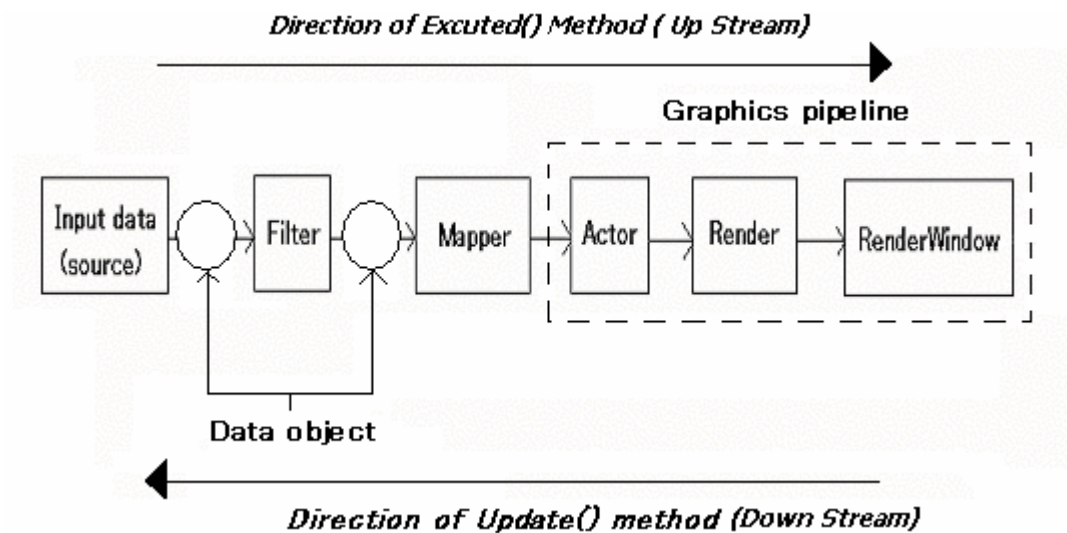 Direction of Excuted() Method ( Up Stream)
Graphics pipeline
Input data
(source)
Filter
Mapper
Actor
Render
RenderWindow
Data object
Direction of Update() method (Down Stream)